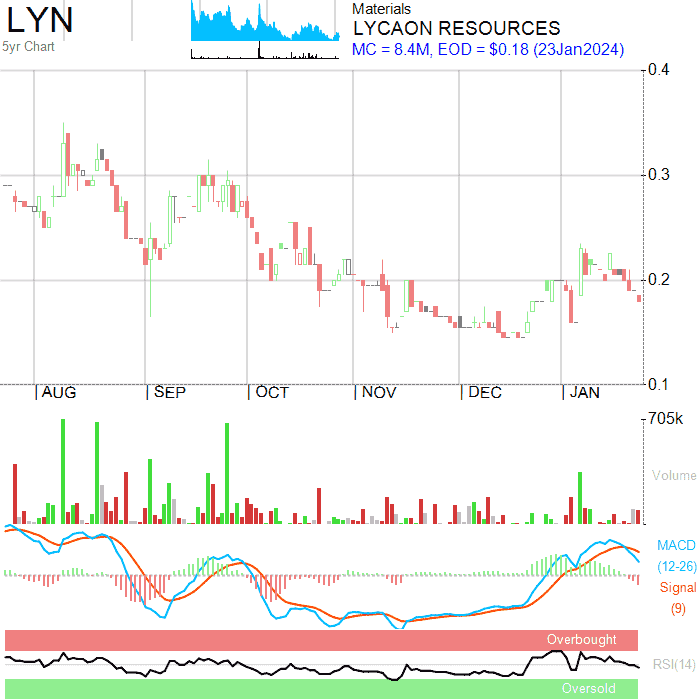 LYN
5yr Chart
Materials
LYCAON RESOURCES
MC = 8.4M, EOD = $0.18 (23Jan2024)
0.4
0.3
0.2
0.1
AUG SEP OCT NOV DEC JAN
705k
Volume
MACD
(12-26)
Signal
(9)
Overbought
RSI(14)
Oversold